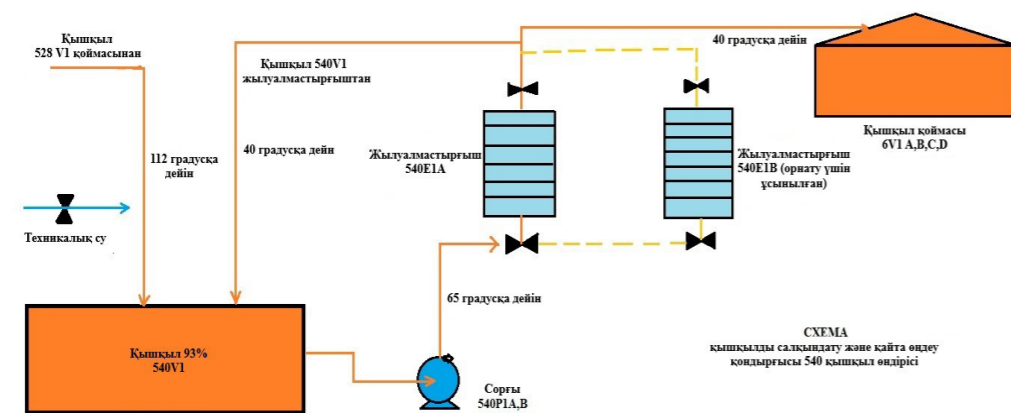 Қышқыл
528 V1 қоймасынан
Қышқыл 540V1
жылуалмастырғыштан
40 градусқа дейін
112 градусқа
дейін
40 градусқа дейн
Жылуалмастырғыш
540E1A
Жылуалмастырғыш
540E1B (орнату үшін
ұсынылған)
Қышқыл қоймасы
6V1 A,B,C,D
Техникалық су
65 градусқа дейін
Қышқыл 93%
540V1
Сорғы
540P1A,B
СХЕМА
қышқылды салқындату және қайта өңдеу
қондырғысы 540 қышқыл өндірісі